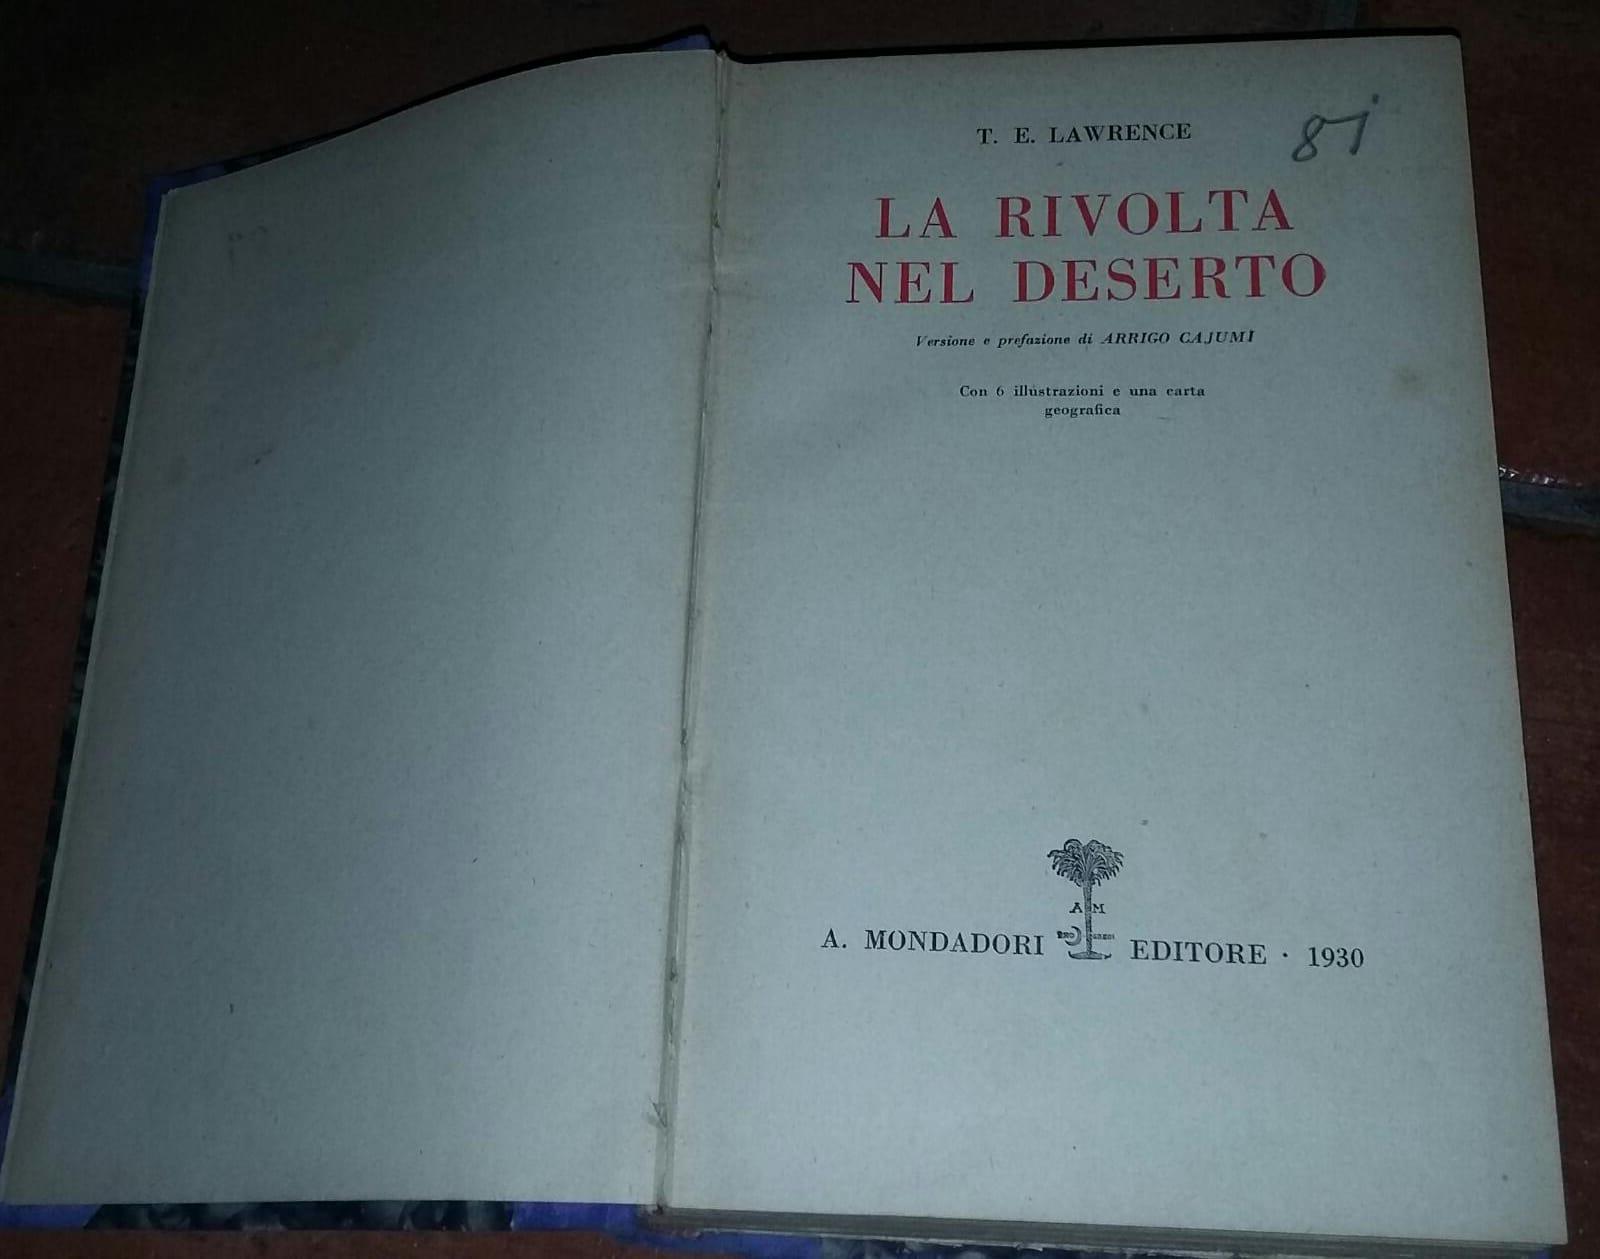 T. E. LAWRENCE
LA RIVOLTA
NEL DESERTO
Versione e prefazione di ARRIGO CAJUMI
Con 6 illustrazioni e una carta
geografica
A M
A. MONDADORI EDITORE · 1930